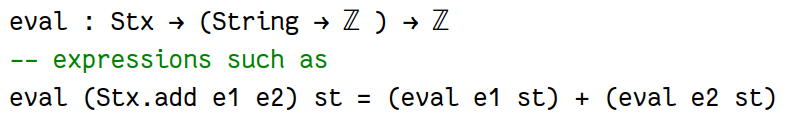 eval : Stx → (String → ℤ ) → ℤ
-- expressions such as
eval (Stx.add e1 e2) st = (eval e1 st) + (eval e2 st)